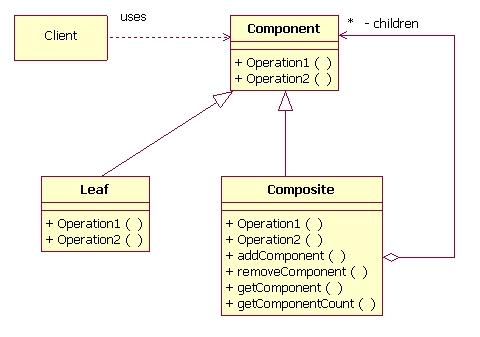 uses
Client
Component
* - children
+ Operation1 ( )
+ Operation2 ( )
Leaf
+ Operation1 ( )
+ Operation2 ( )
Composite
+ Operation1 ( )
+ Operation2 ( )
+ addComponent ( )
+ removeComponent ( )
+ getComponent ( )
+ getComponentCount ( )